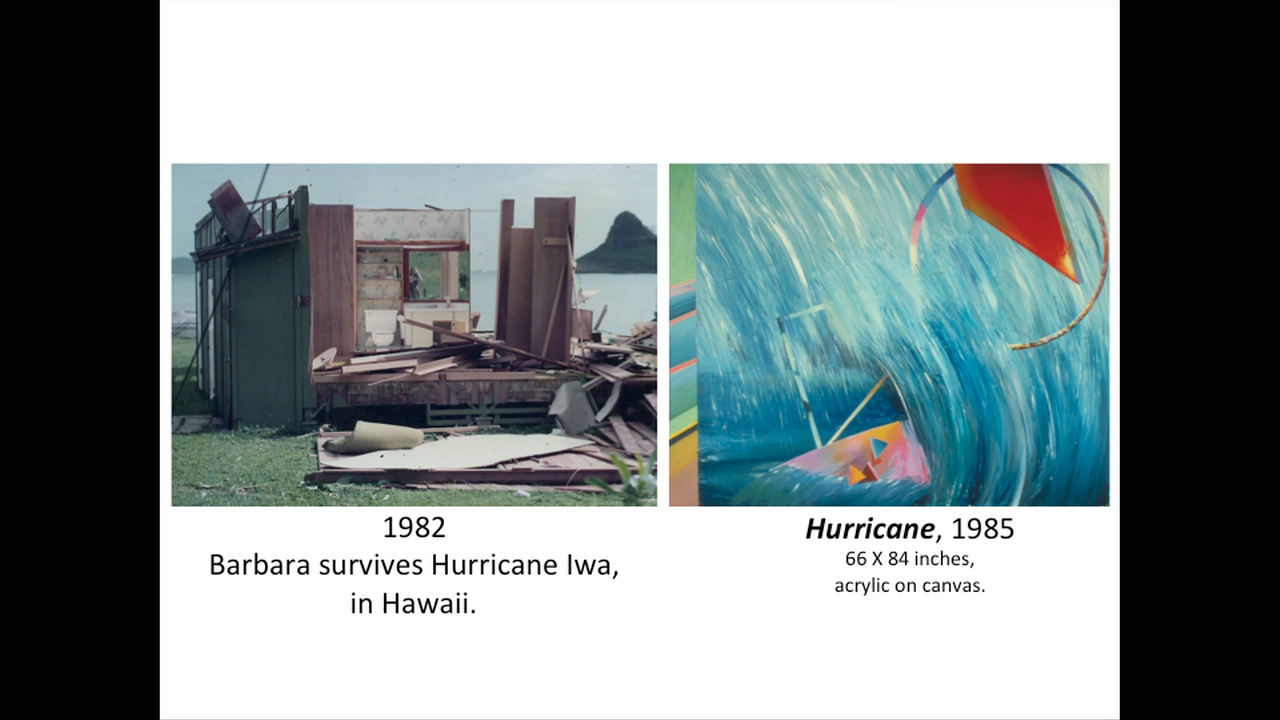 1982
Barbara survives Hurricane Iwa,
in Hawaii.
Hurricane, 1985
66 X 84 inches,
acrylic on canvas.